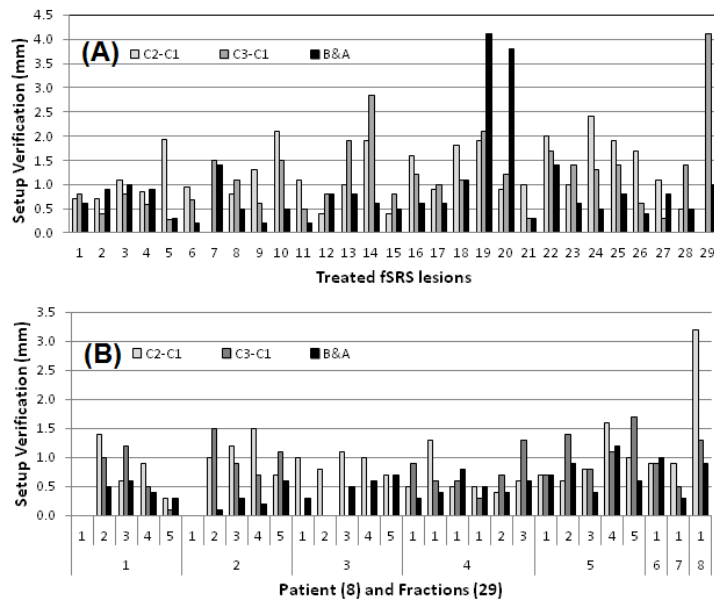 4.5
4.0
3.5
3.0
2.5
2.0
1.5
1.0
0.5
0.0
Setup Verification (mm)
(A)
C2-C1 C3-C1 B&A
1 2 3 4 5 6 7 8 9 10 11 12 13 14 15 16 17 18 19 20 21 22 23 24 25 26 27 28 29
Treated fSRS lesions
3.5
3.0
2.5
2.0
1.5
1.0
0.5
0.0
Setup Verification (mm)
(B)
C2-C1 C3-C1 B&A
1 2 3 4 5 1 2 3 4 5 1 2 3 4 5 1 1 1 1 2 3 1 2 3 4 5 1 1 1
1 2 3 4 5 6 7 8
Patient (8) and Fractions (29)